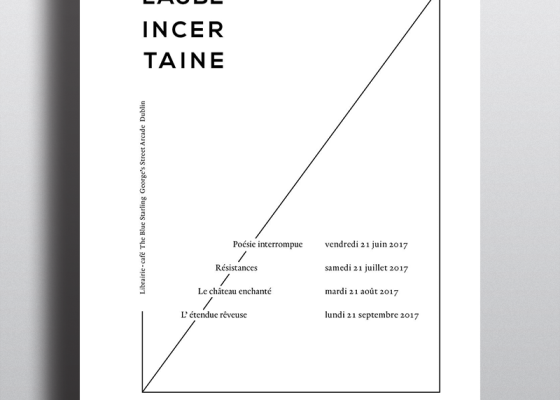 LAUBE
INCER
TAINE
Librairie-café The Blue Starling George's Street Arcade Dublin
Poésie interrompue vendredi 21 juin 2017
Résistances samedi 21 juillet 2017
Le château enchanté mardi 21 août 2017
L' étendue rêveuse lundi 21 septembre 2017